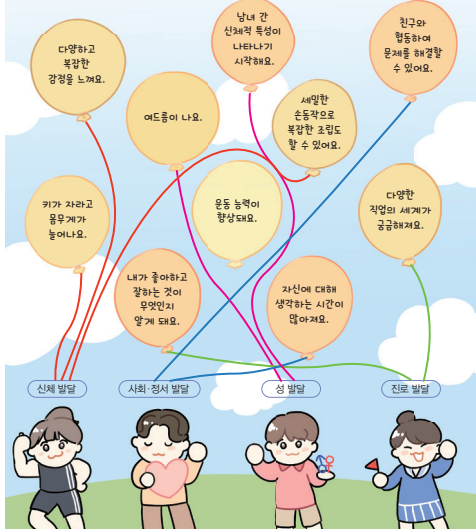 남녀 간
신체적 특성이
나타나기
시작해요.
친구와
협동하여
문제를 해결할
수 있어요.
다양하고
복잡한
감정을 느껴요.
여드름이 나요.
세밀한
손동작으로
복잡한 조립도
할 수 있어요.
키가 자라고
몸무게가
늘어나요.
운동 능력이
향상돼요.
다양한
직업의 세계가
궁금해져요.
내가 좋아하고
잘하는 것이
무엇인지
알게 돼요.
자신에 대해
생각하는 시간이
많아져요.
신체 발달
사회·정서 발달
성 발달
진로 발달